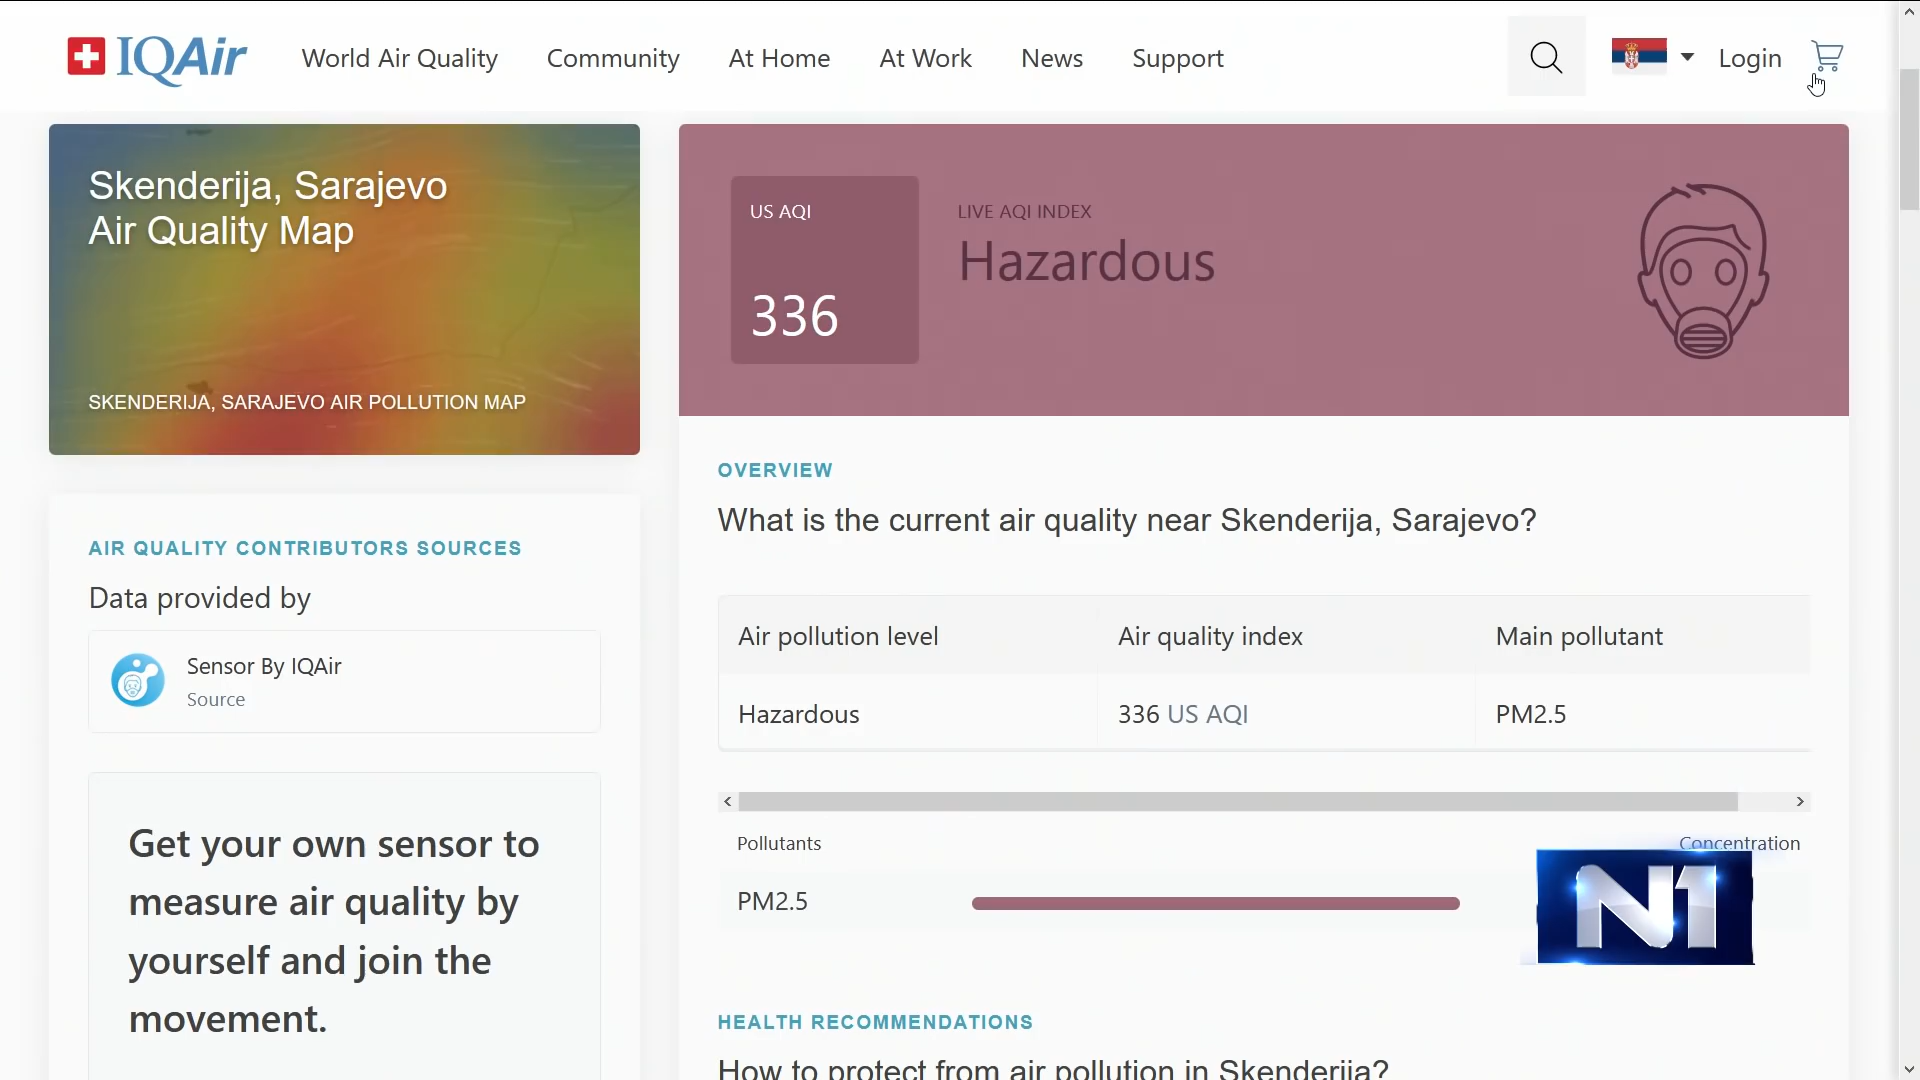 IQAir
World Air Quality
Community
At Home
At Work
News
Support
Login
Skenderija, Sarajevo
Air Quality Map
SKENDERIJA, SARAJEVO AIR POLLUTION MAP
AIR QUALITY CONTRIBUTORS SOURCES
Data provided by
Sensor By IQAir
Source
Get your own sensor to
measure air quality by
yourself and join the
movement.
US AQI
336
LIVE AQI INDEX
Hazardous
OVERVIEW
What is the current air quality near Skenderija, Sarajevo?
Air pollution level
Air quality index
Main pollutant
Hazardous
336 US AQI
PM2.5
Pollutants
Concentration
PM2.5
N1
HEALTH RECOMMENDATIONS
How to protect from air pollution in Skenderija?